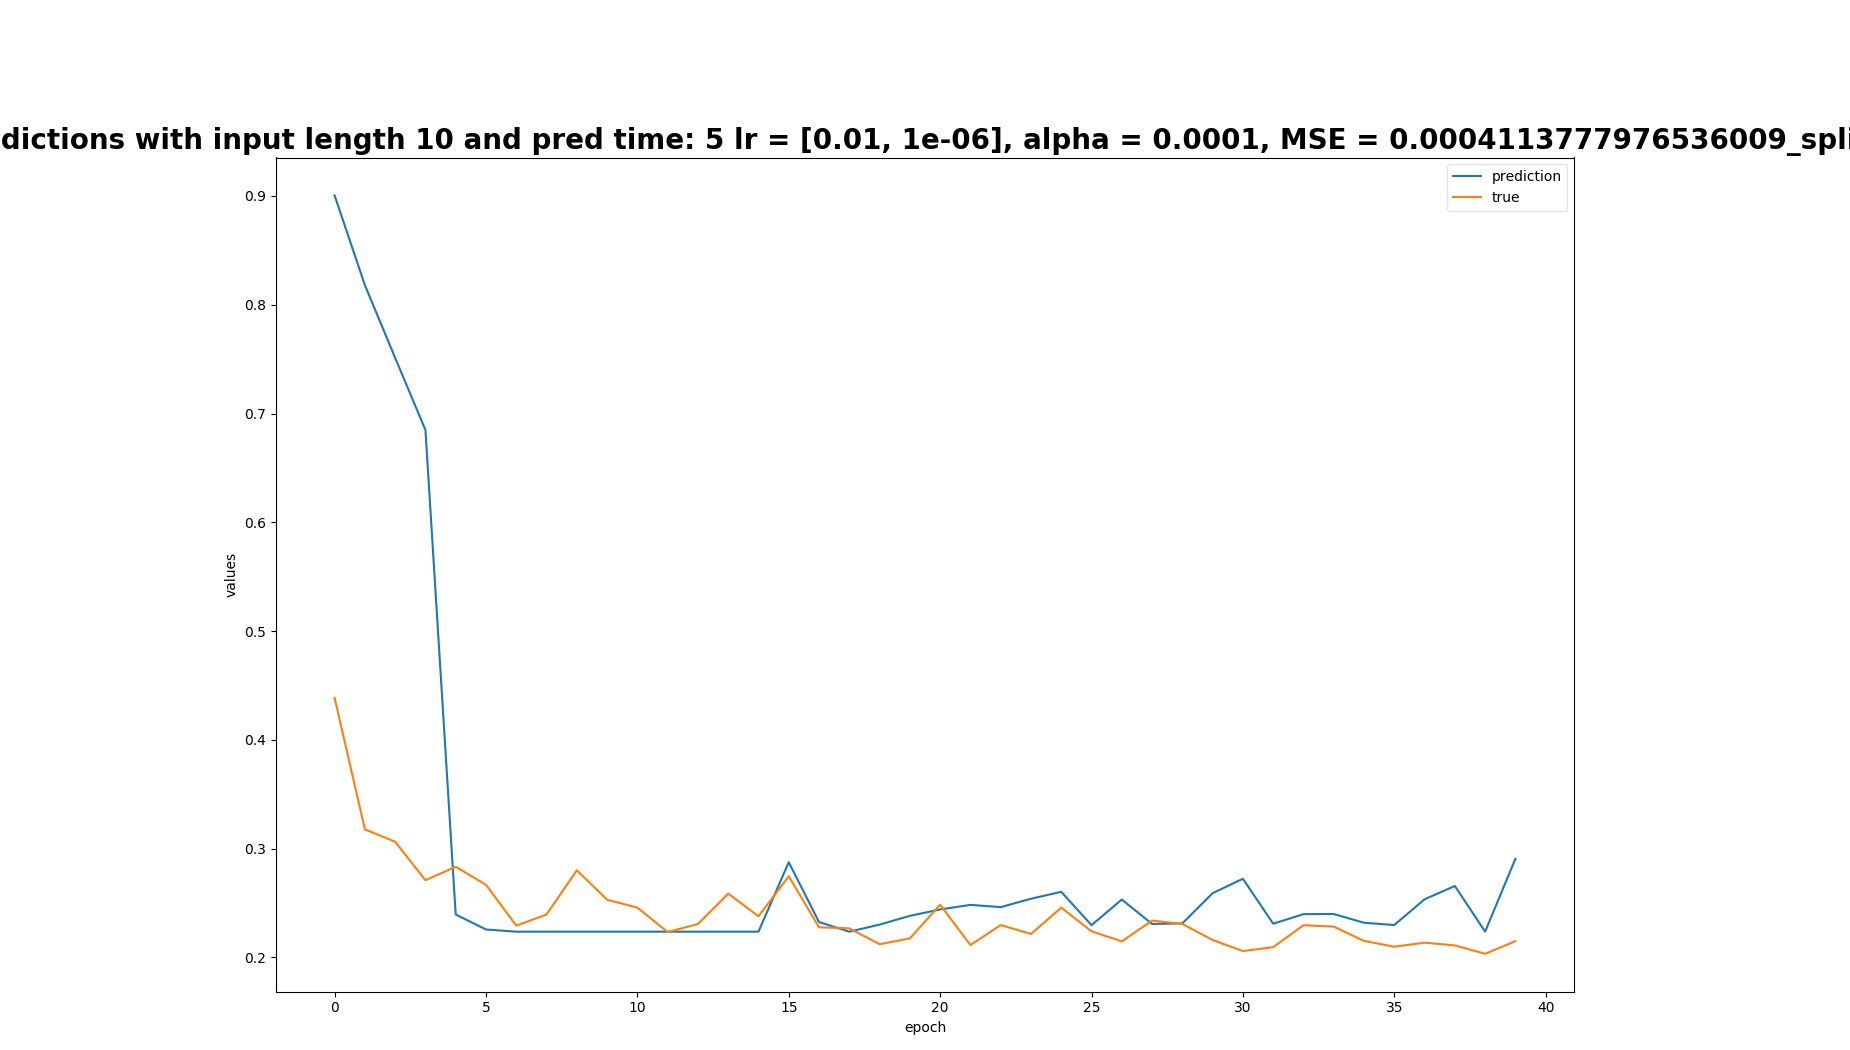 dictions with input length 10 and pred time: 5 lr = [0.01, 1e-06], alpha = 0.0001, MSE = 0.0004113777976536009_spli
prediction
true
0.9
0.8
0.7
0.6
0.5
0.4
0.3
0.2
values
0 5 10 15 20 25 30 35 40
epoch